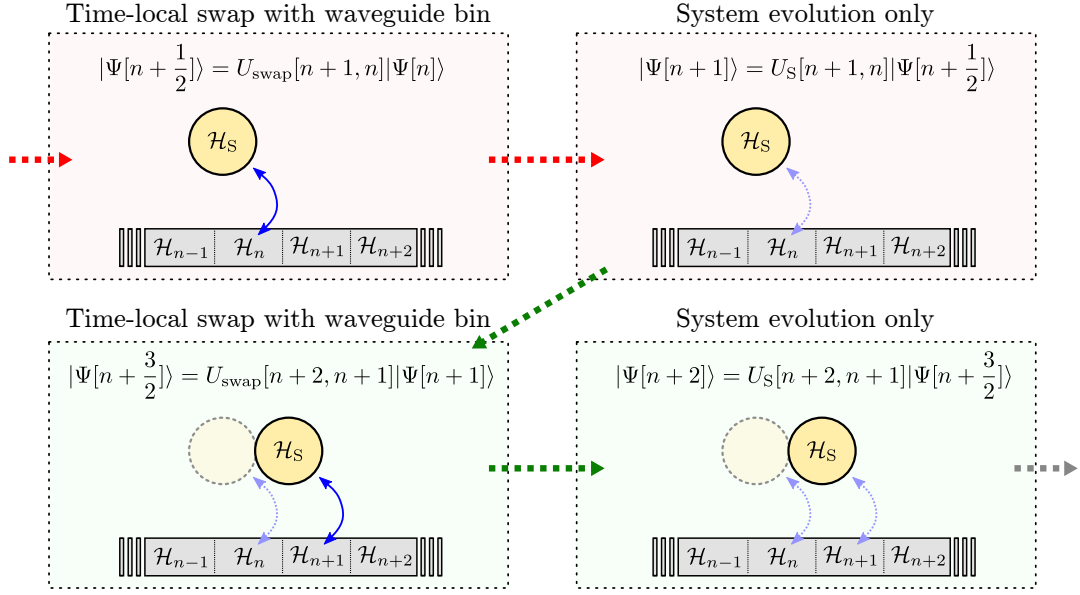 Time-local swap with waveguide bin
|Ψ[n + 1/2]⟩ = U_swap[n + 1, n]|Ψ[n]⟩
ℋ_S
ℋ_{n−1} ℋ_n ℋ_{n+1} ℋ_{n+2}
System evolution only
|Ψ[n + 1]⟩ = U_S[n + 1, n]|Ψ[n + 1/2]⟩
ℋ_S
ℋ_{n−1} ℋ_n ℋ_{n+1} ℋ_{n+2}
Time-local swap with waveguide bin
|Ψ[n + 3/2]⟩ = U_swap[n + 2, n + 1]|Ψ[n + 1]⟩
ℋ_S
ℋ_{n−1} ℋ_n ℋ_{n+1} ℋ_{n+2}
System evolution only
|Ψ[n + 2]⟩ = U_S[n + 2, n + 1]|Ψ[n + 3/2]⟩
ℋ_S
ℋ_{n−1} ℋ_n ℋ_{n+1} ℋ_{n+2}